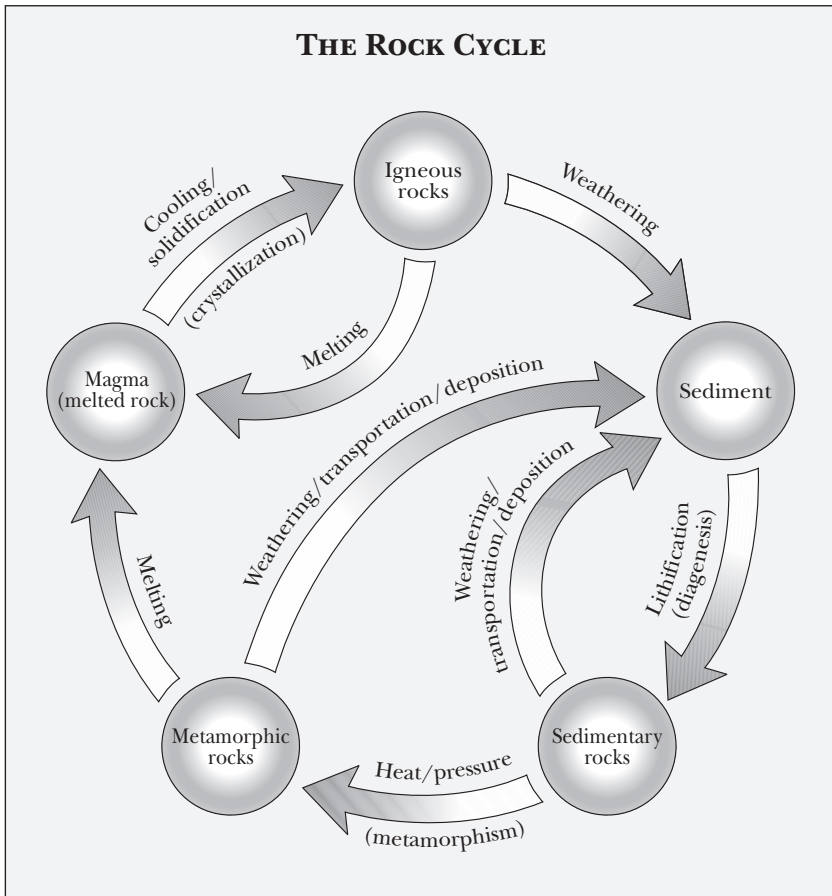 THE ROCK CYCLE
Igneous
rocks
Cooling/
solidification
(crystallization)
Weathering
Melting
Magma
(melted rock)
Sediment
Weathering/transportation/deposition
Weathering/
transportation/deposition
Lithification
(diagenesis)
Melting
Metamorphic
rocks
Sedimentary
rocks
Heat/pressure
(metamorphism)